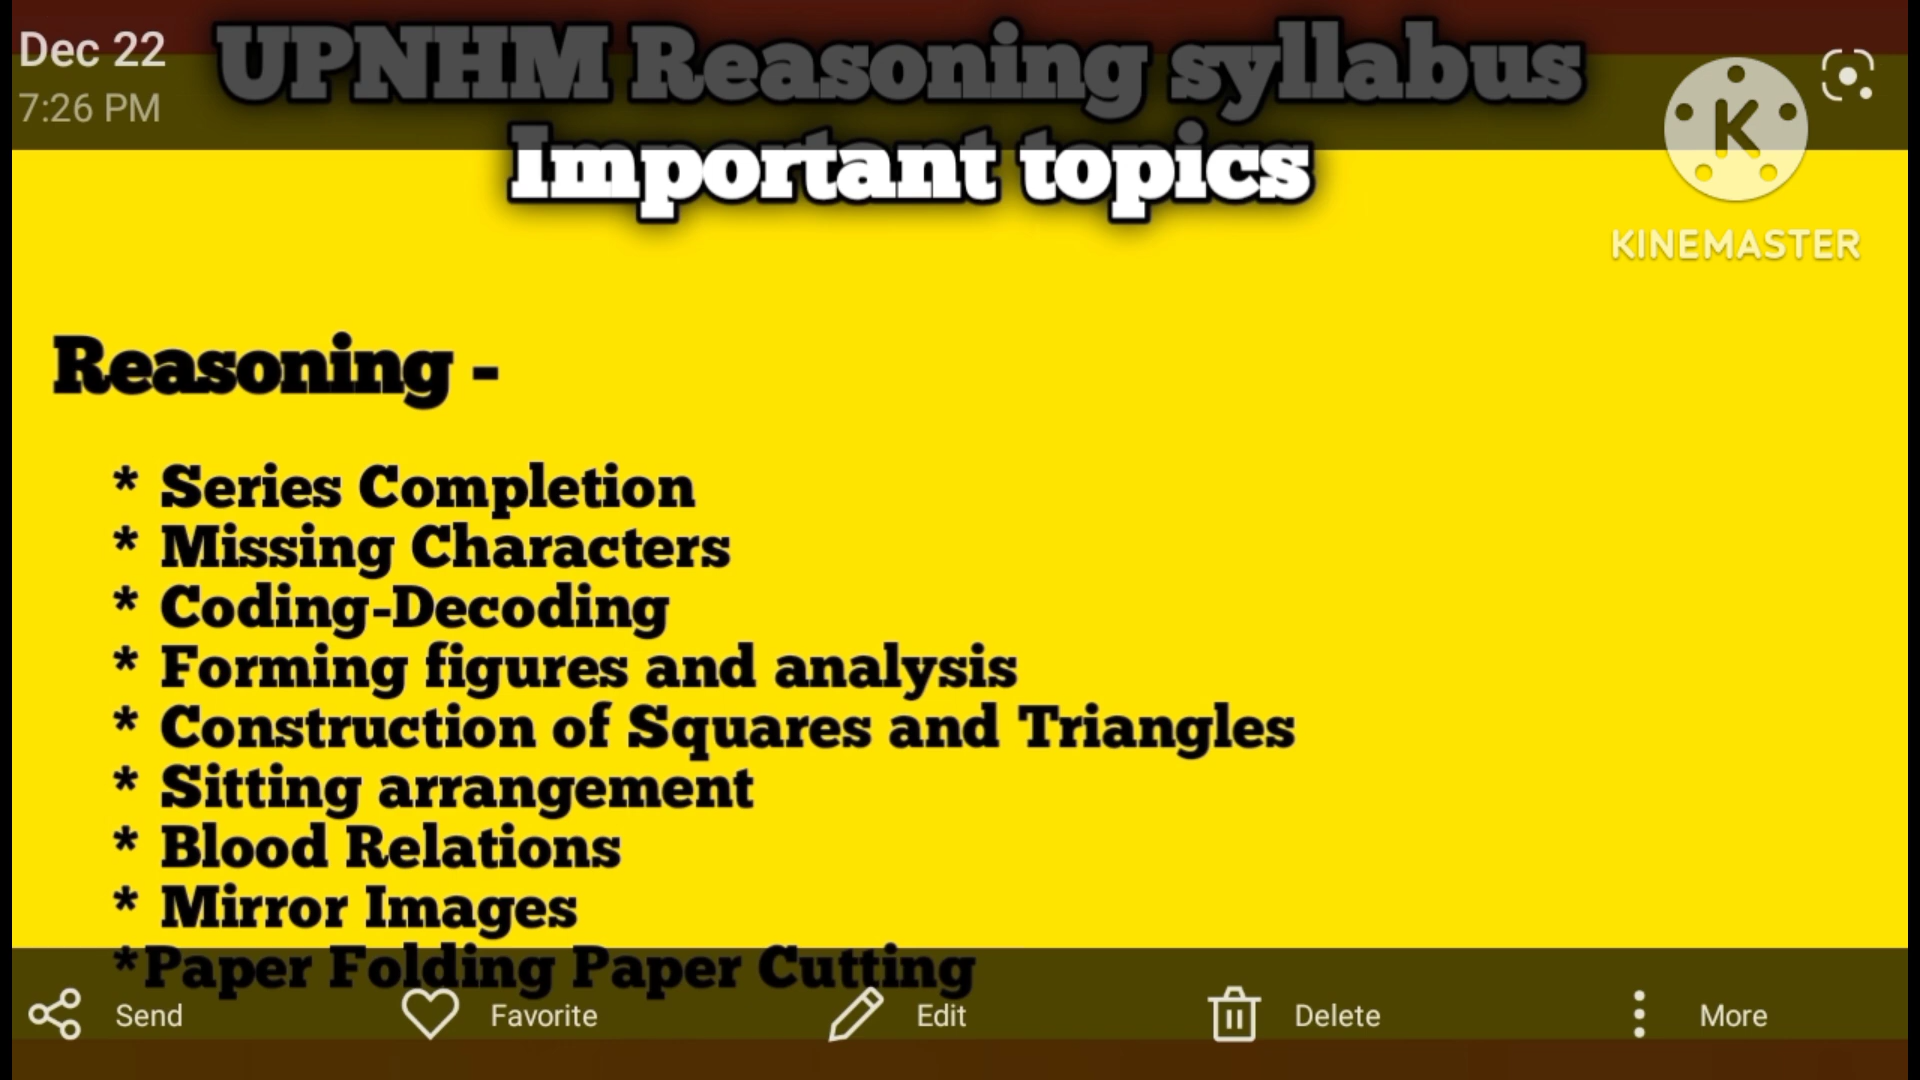 Dec 22
7:26 PM
UPNHM Reasoning syllabus
Important topics
K
KINEMASTER
Reasoning -
* Series Completion
* Missing Characters
* Coding-Decoding
* Forming figures and analysis
* Construction of Squares and Triangles
* Sitting arrangement
* Blood Relations
* Mirror Images
*Paper Folding Paper Cutting
Send Favorite Edit Delete More